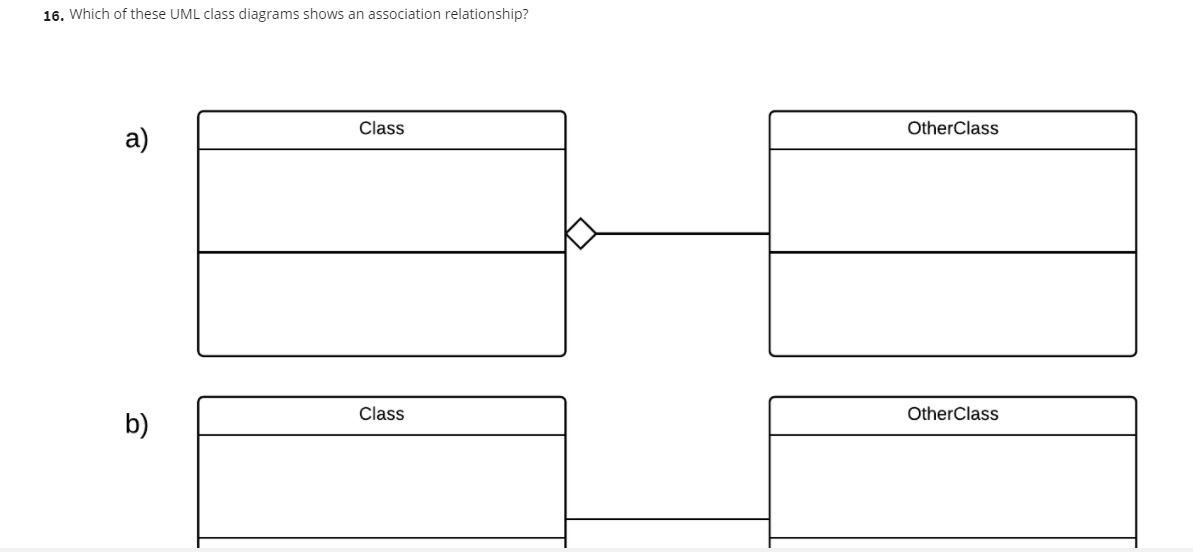 16. Which of these UML class diagrams shows an association relationship?
a)
Class
OtherClass
b)
Class
OtherClass